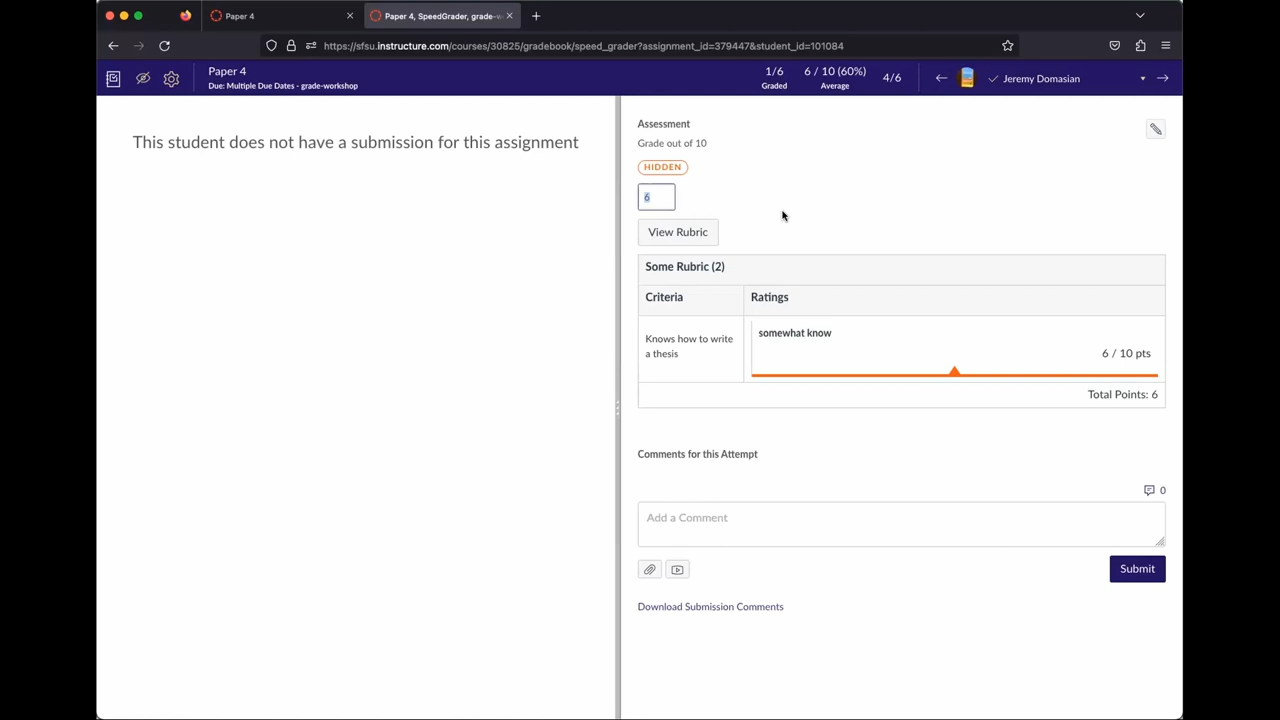 Paper 4
Paper 4, SpeedGrader, grade-w
https://sfsu.instructure.com/courses/30825/gradebook/speed_grader?assignment_id=379447&student_id=101084
Paper 4
Due: Multiple Due Dates - grade-workshop
1/6
Graded
6 / 10 (60%)
Average
4/6
Jeremy Domasian
This student does not have a submission for this assignment
Assessment
Grade out of 10
HIDDEN
6
View Rubric
Some Rubric (2)
Criteria
Ratings
Knows how to write
a thesis
somewhat know
6 / 10 pts
Total Points: 6
Comments for this Attempt
0
Add a Comment
Submit
Download Submission Comments